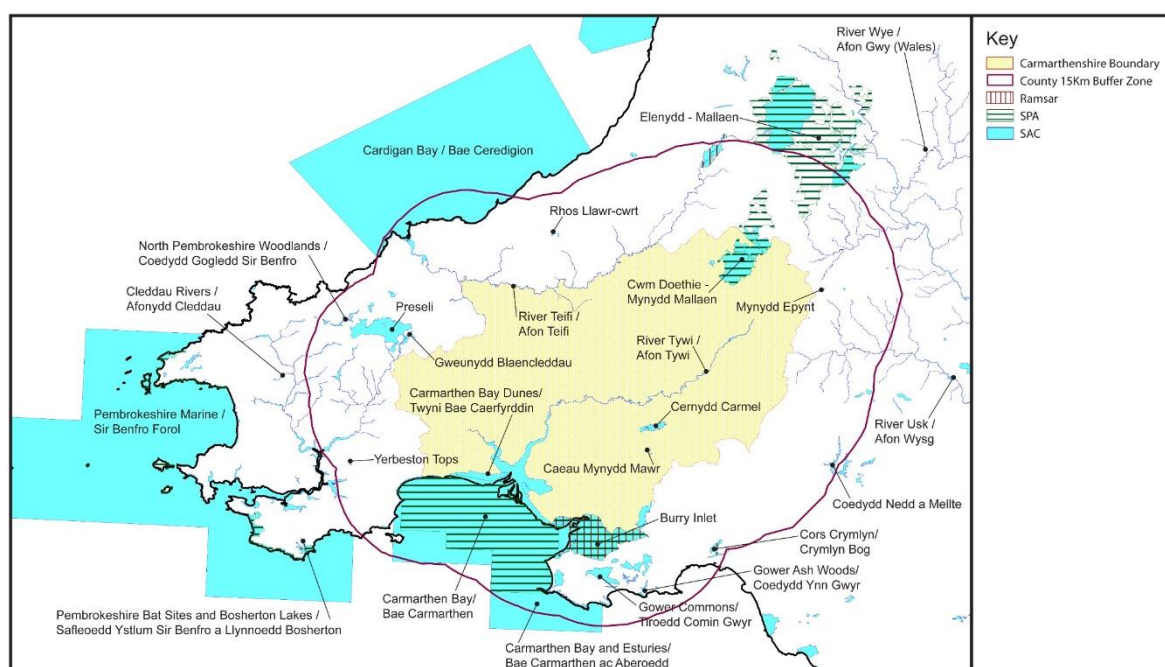 Key
Carmarthenshire Boundary
County 15Km Buffer Zone
Ramsar
SPA
SAC
River Wye /
Afon Gwy (Wales)
Elenydd - Mallaen
Cardigan Bay / Bae Ceredigion
Rhos Llawr-cwrt
North Pembrokeshire Woodlands /
Coedydd Gogledd Sir Benfro
Cleddau Rivers /
Afonydd Cleddau
Preseli
River Teifi /
Afon Teifi
Cwm Doethie -
Mynydd Mallaen
Mynydd Epynt
Gweunydd Blaencleddau
River Tywi /
Afon Tywi
Carmarthen Bay Dunes/
Twyni Bae Caerfyrddin
Pembrokeshire Marine /
Sir Benfro Forol
Cernydd Carmel
River Usk /
Afon Wysg
Yerbeston Tops
Caeau Mynydd Mawr
Coedydd Nedd a Mellte
Burry Inlet
Cors Crymlyn/
Crymlyn Bog
Gower Ash Woods/
Coedydd Ynn Gwyr
Pembrokeshire Bat Sites and Bosherton Lakes /
Safleoedd Ystlum Sir Benfro a Llynnoedd Bosherton
Carmarthen Bay/
Bae Carmarthen
Gower Commons/
Tiroedd Comin Gwyr
Carmarthen Bay and Esturies/
Bae Carmarthen ac Aberoedd